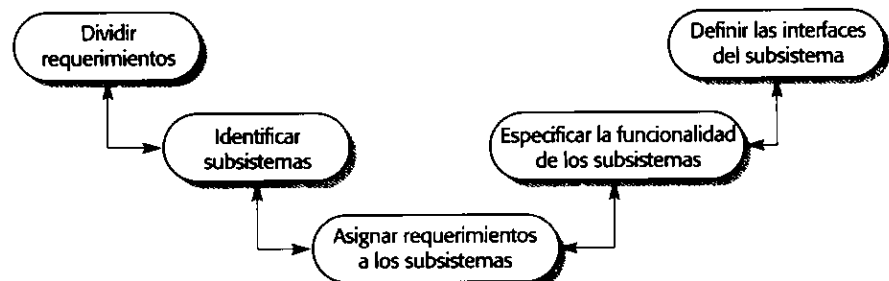 Dividir
requerimientos
Identificar
subsistemas
Asignar requerimientos
a los subsistemas
Especificar la funcionalidad
de los subsistemas
Definir las interfaces
del subsistema